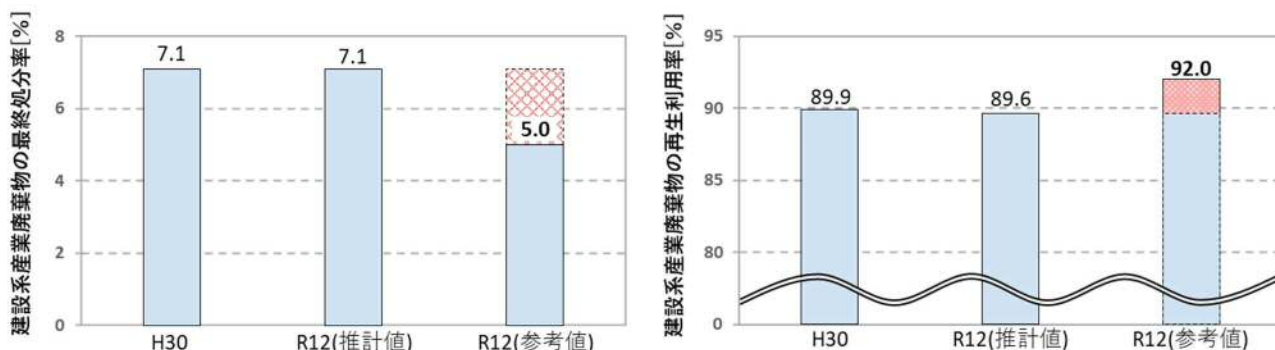 建設系産業廃棄物の最終処分率[%]
8
6
4
2
0
7.1
7.1
5.0
H30
R12(推計値)
R12(参考値)
建設系産業廃棄物の再生利用率[%]
95
90
85
80
0
89.9
89.6
92.0
H30
R12(推計値)
R12(参考値)